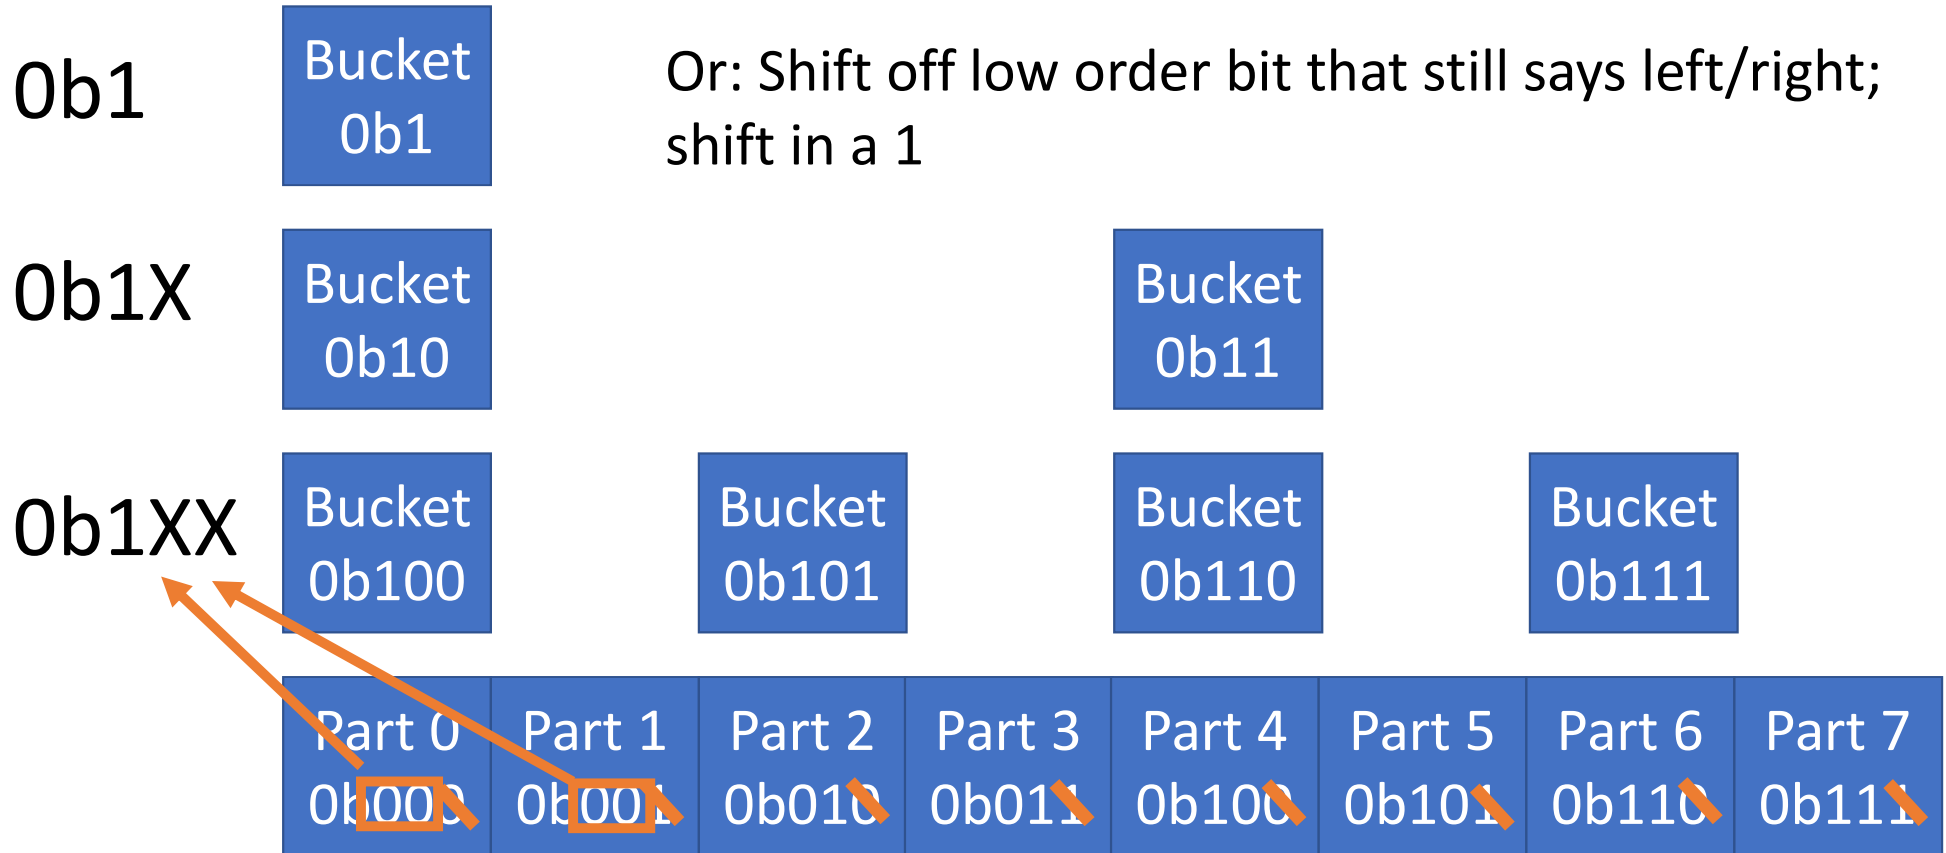 0b1
Bucket
0b1
Or: Shift off low order bit that still says left/right;
shift in a 1
0b1X
Bucket
0b10
Bucket
0b11
0b1XX
Bucket
0b100
Bucket
0b101
Bucket
0b110
Bucket
0b111
Part 0
0b000
Part 1
0b001
Part 2
0b010
Part 3
0b011
Part 4
0b100
Part 5
0b101
Part 6
0b110
Part 7
0b111